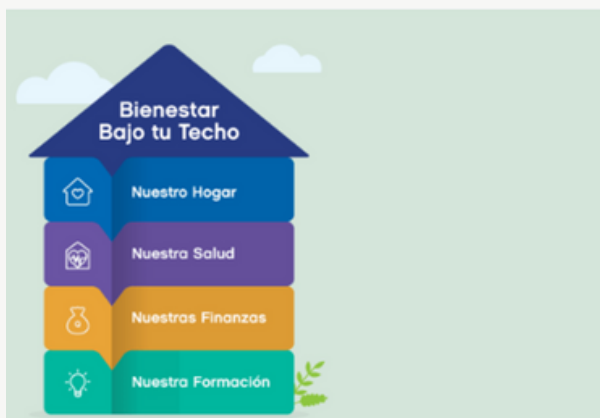 Bienestar
Bajo tu Techo
Nuestro Hogar
Nuestra Salud
Nuestras Finanzas
Nuestra Formación